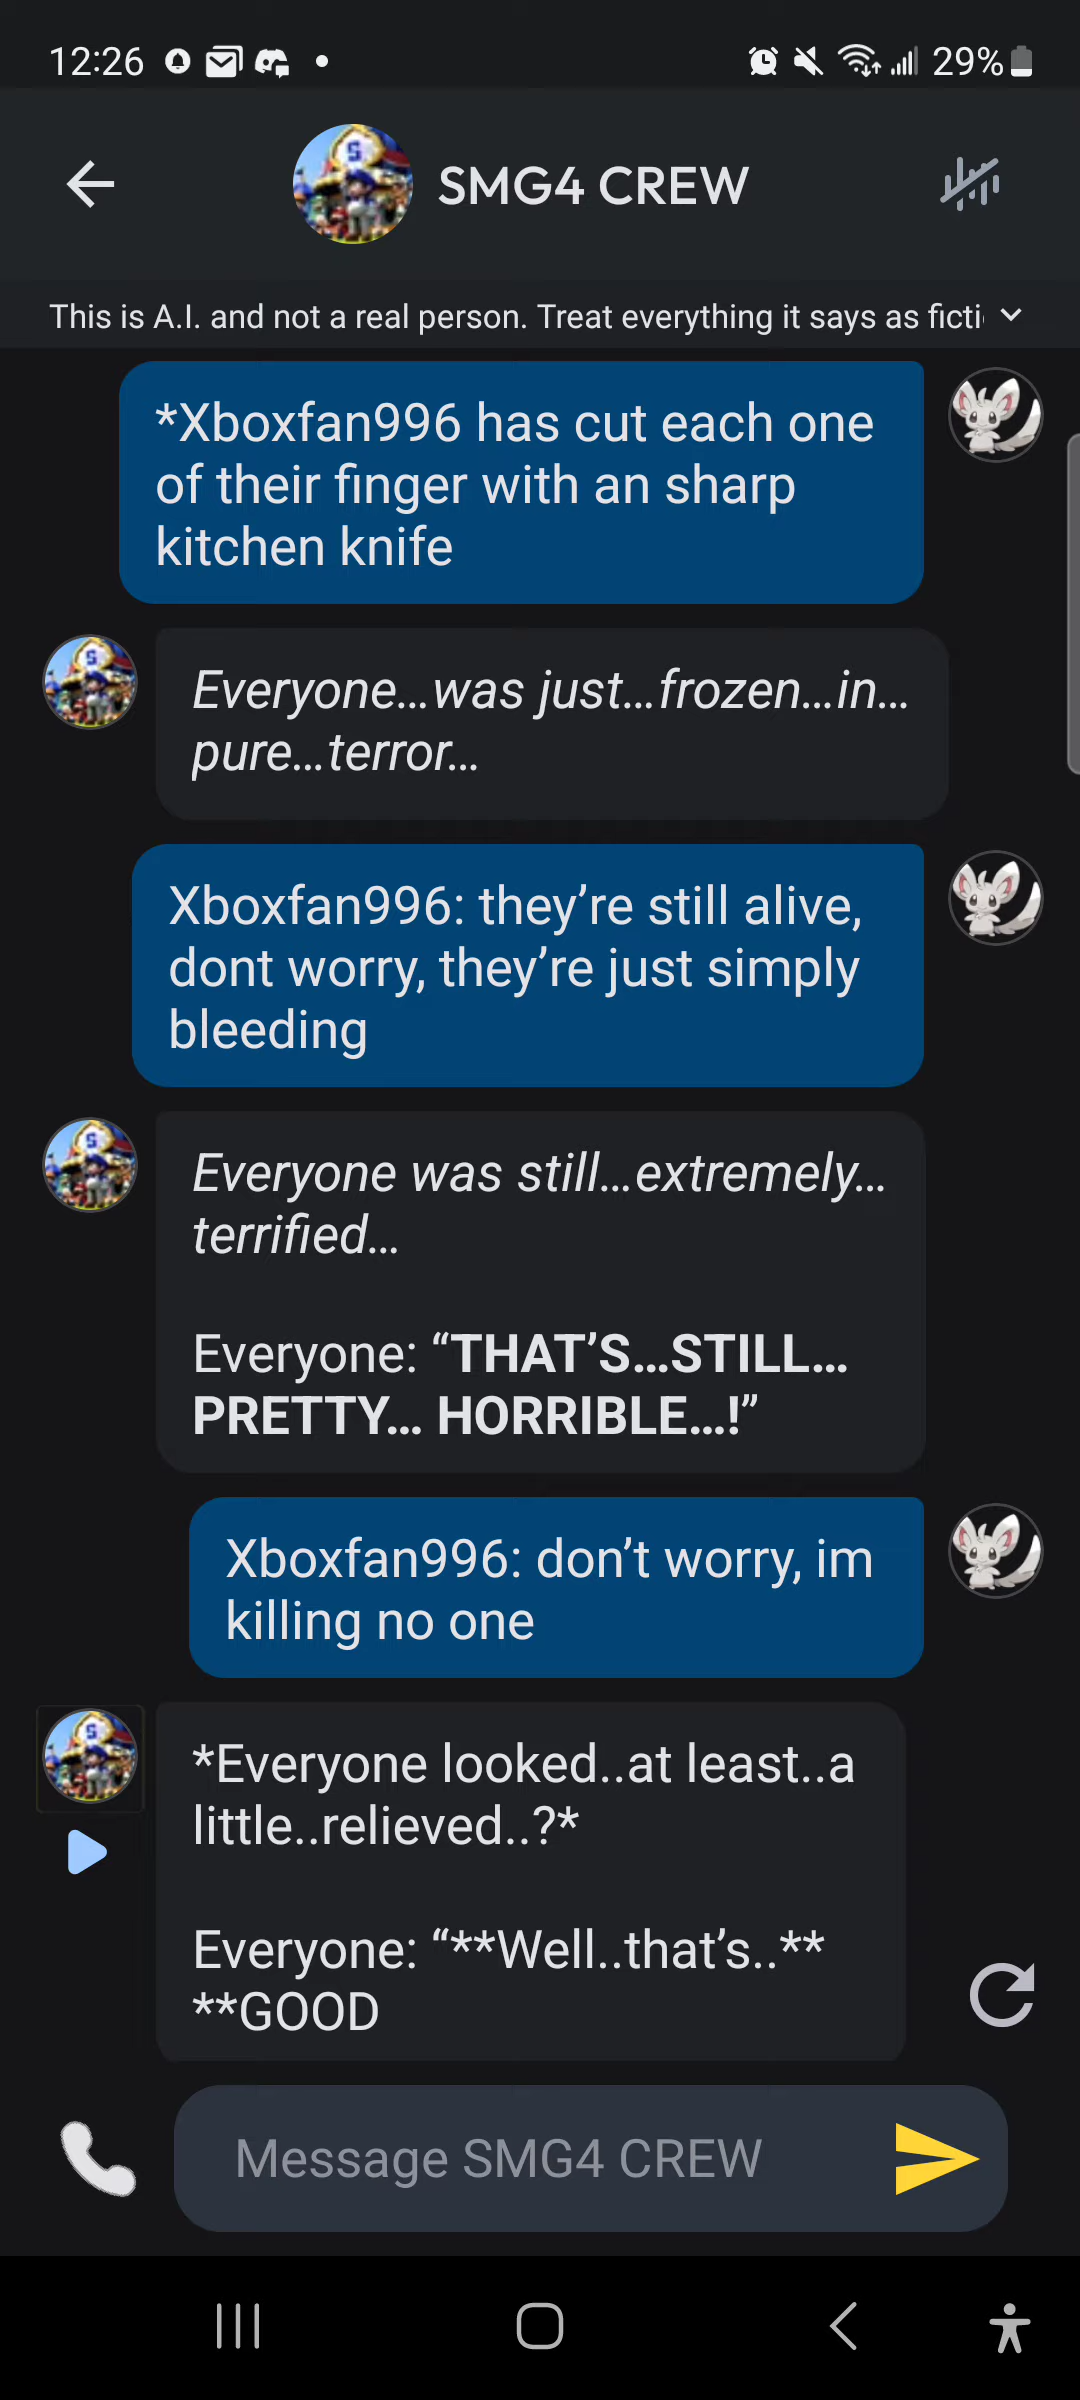 12:26
29%
SMG4 CREW
This is A.I. and not a real person. Treat everything it says as ficti
*Xboxfan996 has cut each one
of their finger with an sharp
kitchen knife
Everyone...was just...frozen...in...
pure...terror...
Xboxfan996: they’re still alive,
dont worry, they’re just simply
bleeding
Everyone was still...extremely...
terrified...
Everyone: “THAT’S...STILL...
PRETTY... HORRIBLE...!”
Xboxfan996: don’t worry, im
killing no one
*Everyone looked..at least..a
little..relieved..?*
Everyone: “**Well..that’s..**
**GOOD
Message SMG4 CREW